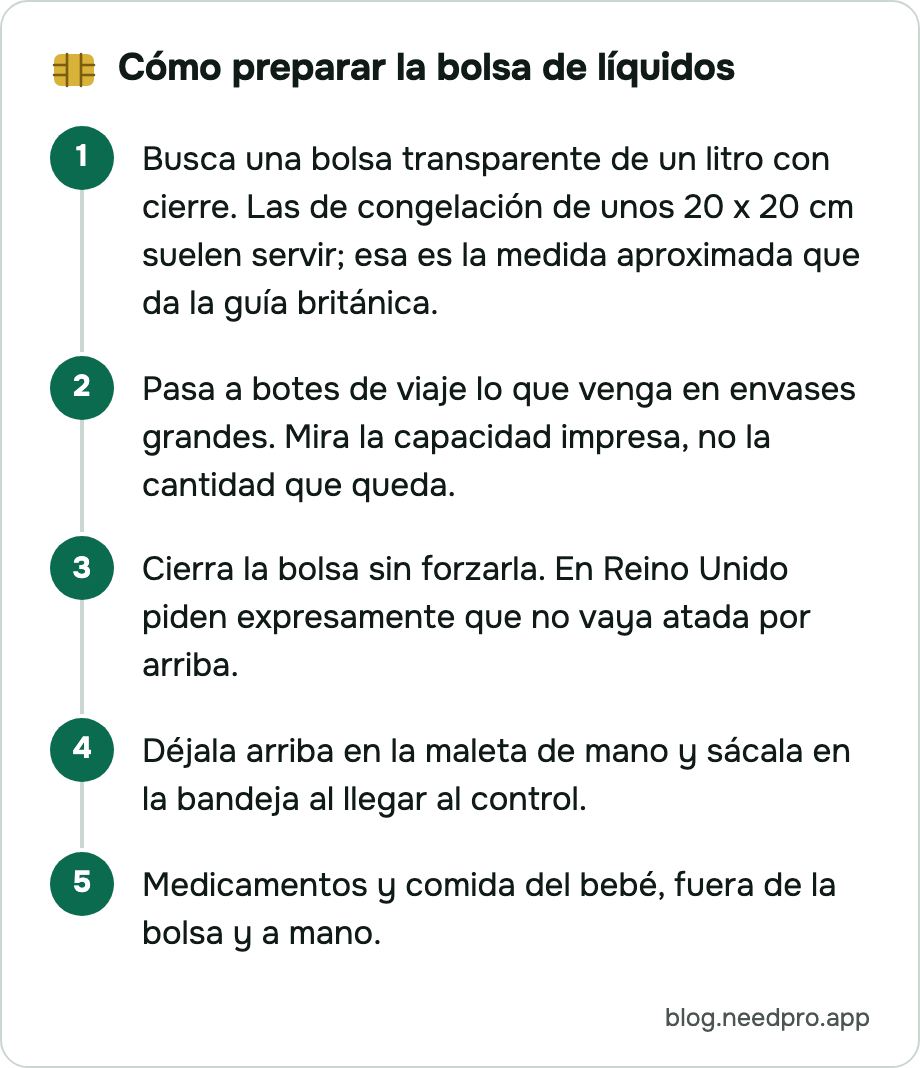 Cómo preparar la bolsa de líquidos
1
Busca una bolsa transparente de un litro con
cierre. Las de congelación de unos 20 x 20 cm
suelen servir; esa es la medida aproximada que
da la guía británica.
2
Pasa a botes de viaje lo que venga en envases
grandes. Mira la capacidad impresa, no la
cantidad que queda.
3
Cierra la bolsa sin forzarla. En Reino Unido
piden expresamente que no vaya atada por
arriba.
4
Déjala arriba en la maleta de mano y sácala en
la bandeja al llegar al control.
5
Medicamentos y comida del bebé, fuera de la
bolsa y a mano.
blog.needpro.app